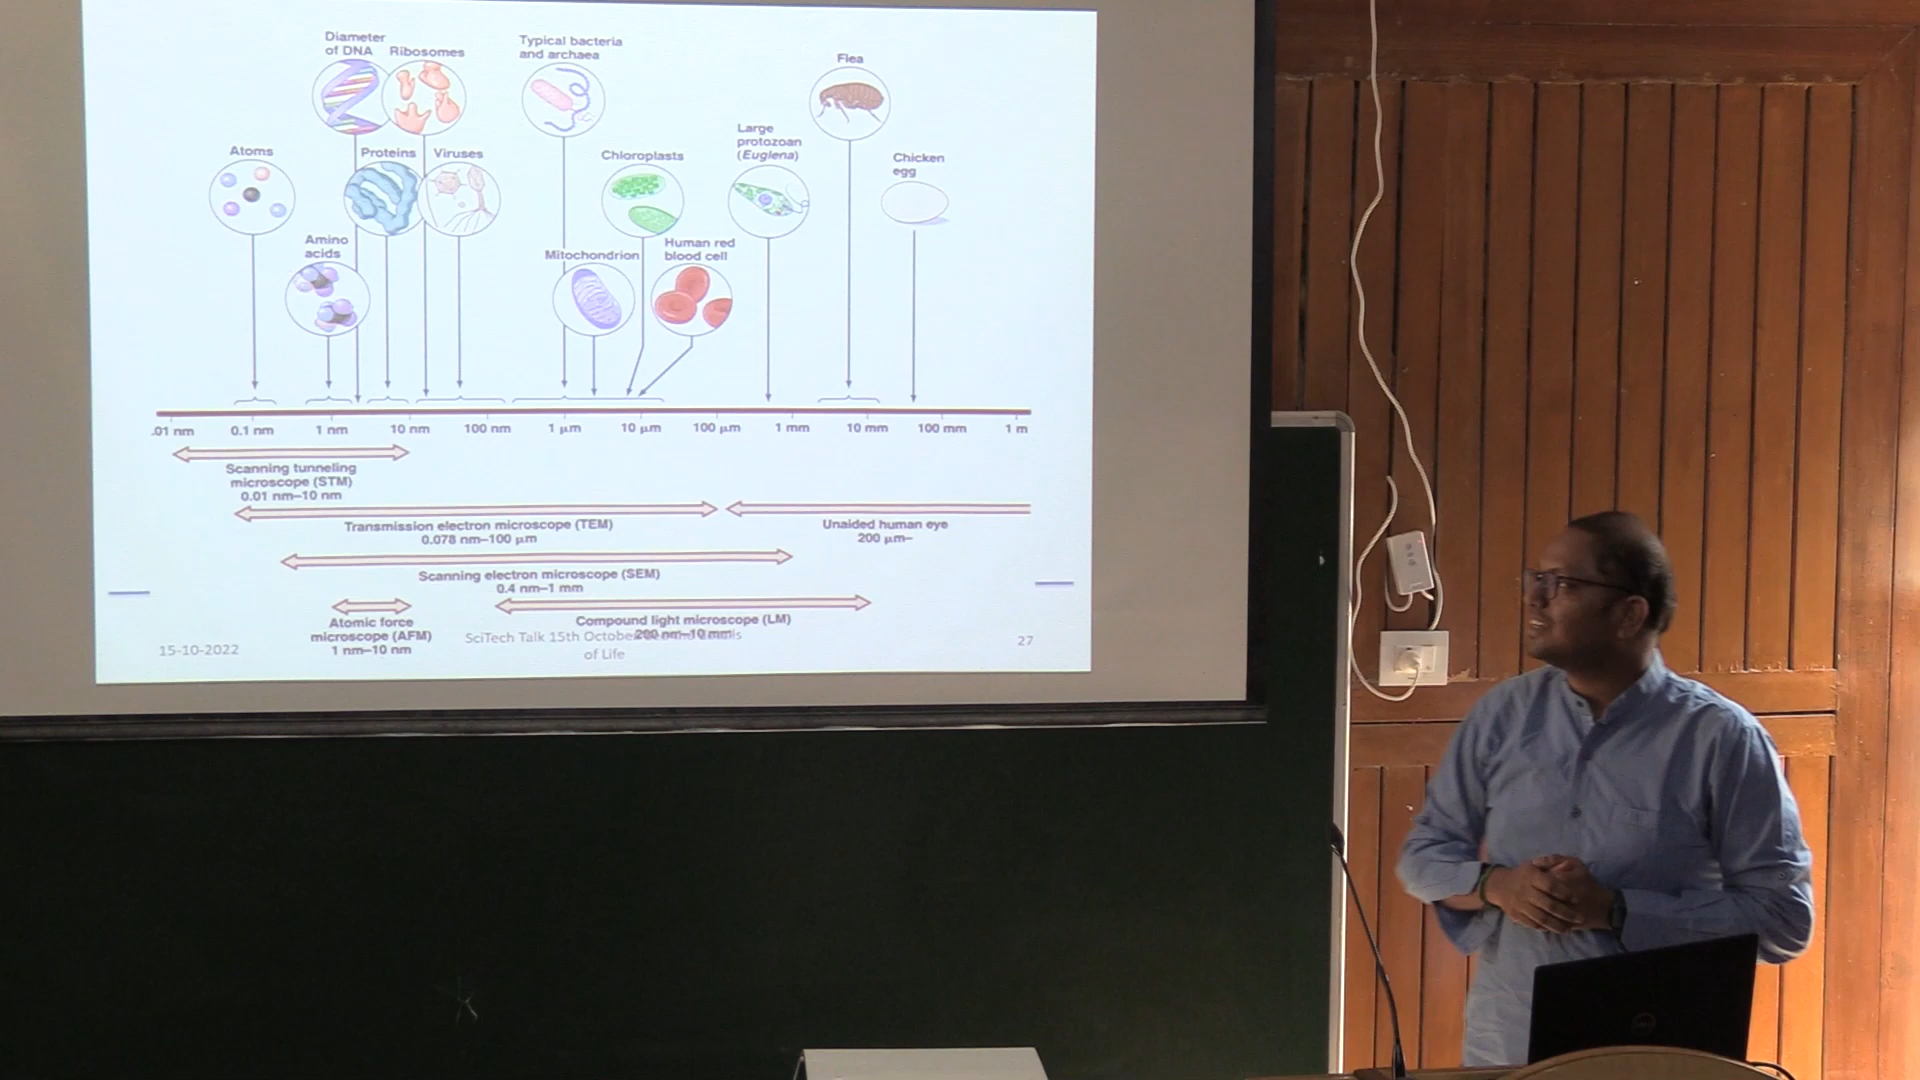 Diameter
of DNA
Ribosomes
Typical bacteria
and archaea
Flea
Large
protozoan
(Euglena)
Atoms
Proteins
Viruses
Chloroplasts
Chicken
egg
Amino
acids
Mitochondrion
Human red
blood cell
.01 nm
0.1 nm
1 nm
10 nm
100 nm
1 µm
10 µm
100 µm
1 mm
10 mm
100 mm
1 m
Scanning tunneling
microscope (STM)
0.01 nm–10 nm
Transmission electron microscope (TEM)
0.078 nm–100 µm
Unaided human eye
200 µm–
Scanning electron microscope (SEM)
0.4 nm–1 mm
Atomic force
microscope (AFM)
1 nm–10 nm
Compound light microscope (LM)
200 nm–10 mm
15-10-2022
SciTech Talk 15th October
of Life
27
DELL